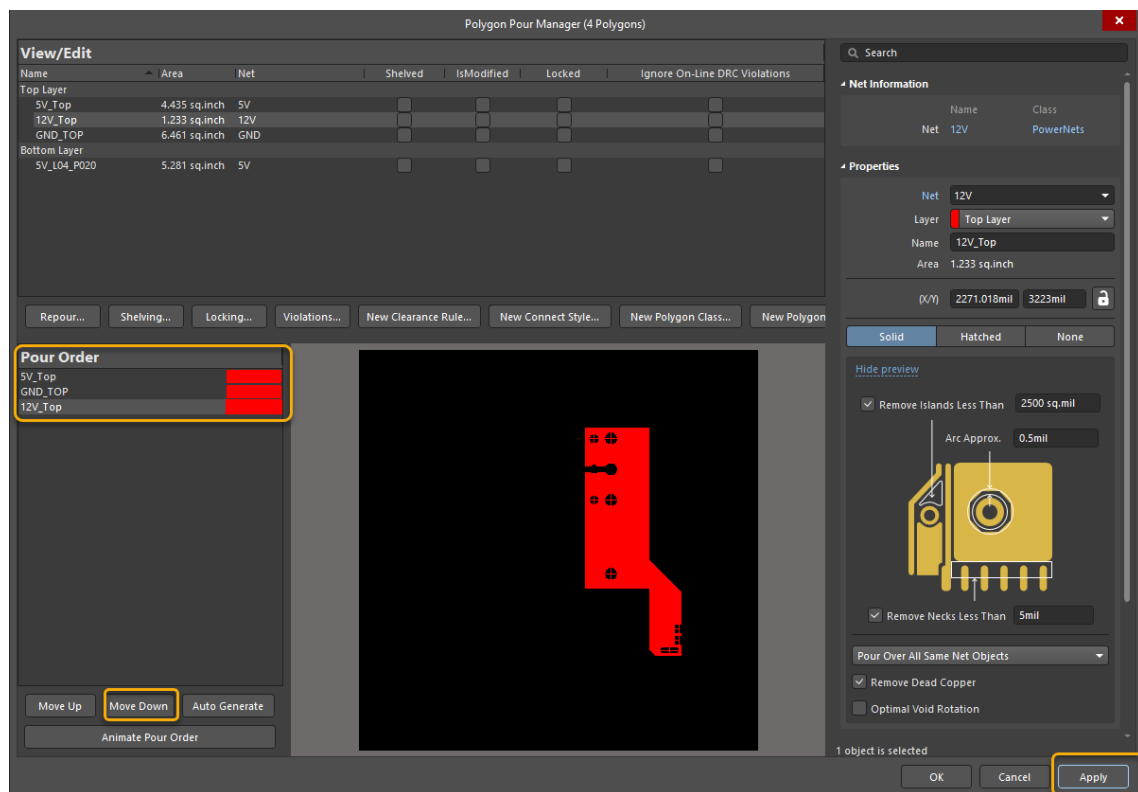 Polygon Pour Manager (4 Polygons)
View/Edit
Name Area Net Shelved IsModified Locked Ignore On-Line DRC Violations
Top Layer
5V_Top 4.435 sq.inch 5V
12V_Top 1.233 sq.inch 12V
GND_TOP 6.461 sq.inch GND
Bottom Layer
5V_L04_P020 5.281 sq.inch 5V
Repour... Shelving... Locking... Violations... New Clearance Rule... New Connect Style... New Polygon Class... New Polygon
Pour Order
5V_Top
GND_TOP
12V_Top
Move Up Move Down Auto Generate
Animate Pour Order
Search
Net Information
Name Class
Net 12V PowerNets
Properties
Net 12V
Layer Top Layer
Name 12V_Top
Area 1.233 sq.inch
(X/Y) 2271.018mil 3223mil
Solid Hatched None
Hide preview
Remove Islands Less Than 2500 sq.mil
Arc Approx. 0.5mil
Remove Necks Less Than 5mil
Pour Over All Same Net Objects
Remove Dead Copper
Optimal Void Rotation
1 object is selected
OK Cancel Apply